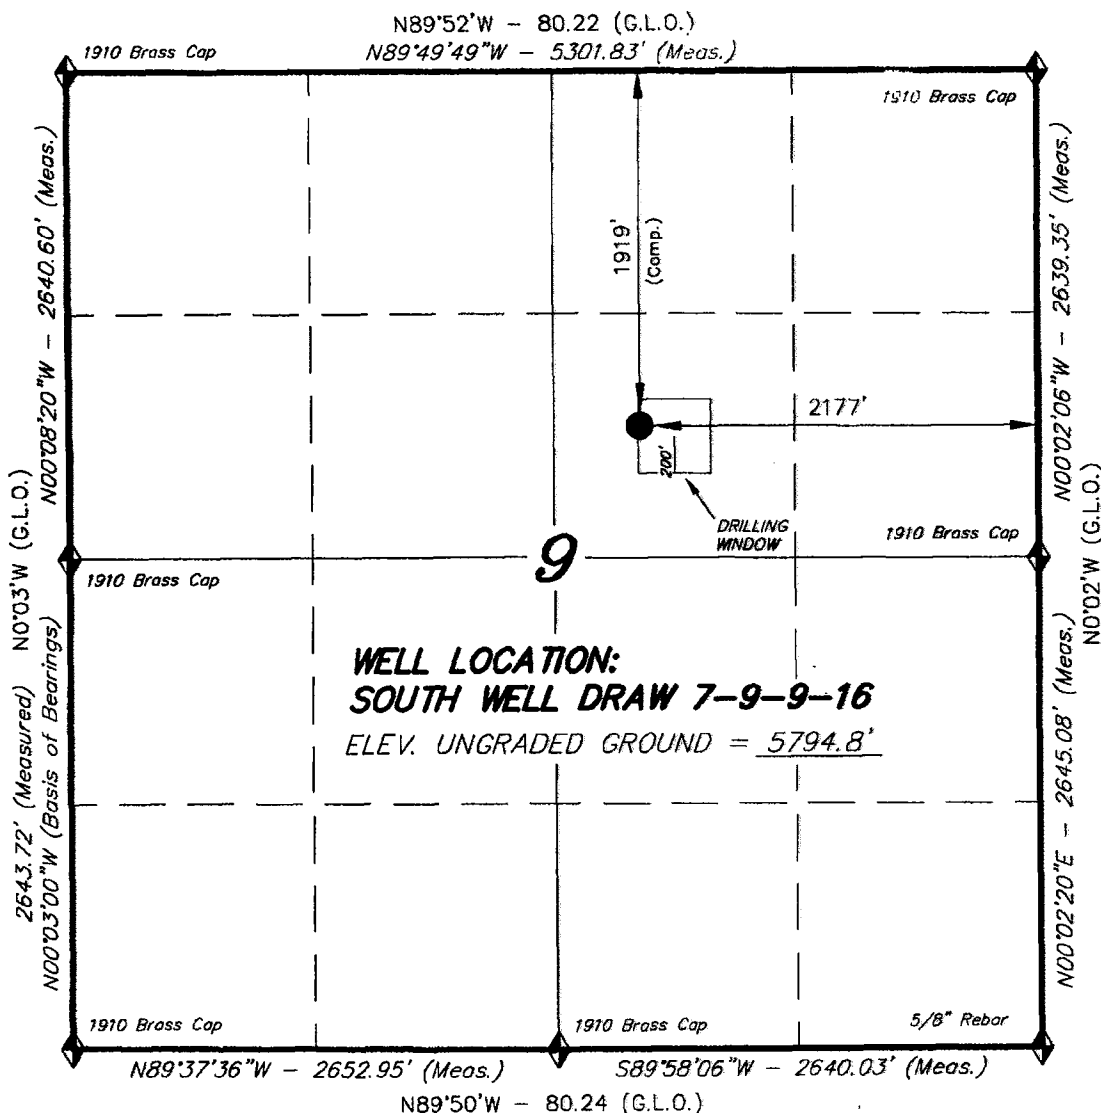 N89°52'W - 80.22 (G.L.O.)
N89°49'49"W - 5301.83' (Meas.)
1910 Brass Cap
1910 Brass Cap
N00°08'20"W - 2640.60' (Meas.)
N00°02'06"W - 2639.35' (Meas.)
1919'
(Comp.)
2177'
200'
DRILLING
WINDOW
N0°03'W (G.L.O.)
N0°02'W (G.L.O.)
1910 Brass Cap
1910 Brass Cap
9
WELL LOCATION:
SOUTH WELL DRAW 7-9-9-16
ELEV. UNGRADED GROUND = 5794.8'
2643.72' (Measured)
N00°03'00"W (Basis of Bearings)
N00°02'20"E - 2645.08' (Meas.)
1910 Brass Cap
1910 Brass Cap
5/8" Rebar
N89°37'36"W - 2652.95' (Meas.)
S89°58'06"W - 2640.03' (Meas.)
N89°50'W - 80.24 (G.L.O.)